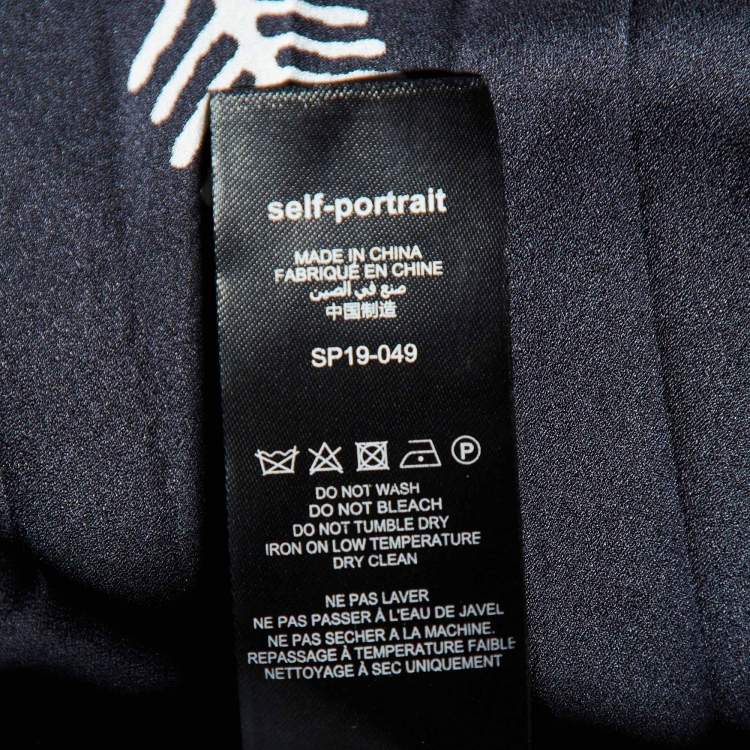 self-portrait
MADE IN CHINA
FABRIQUÉ EN CHINE
صنع في الصين
中国制造
SP19-049
P
DO NOT WASH
DO NOT BLEACH
DO NOT TUMBLE DRY
IRON ON LOW TEMPERATURE
DRY CLEAN
NE PAS LAVER
NE PAS PASSER À L'EAU DE JAVEL
NE PAS SECHER A LA MACHINE.
REPASSAGE À TEMPERATURE FAIBLE
NETTOYAGE À SEC UNIQUEMENT